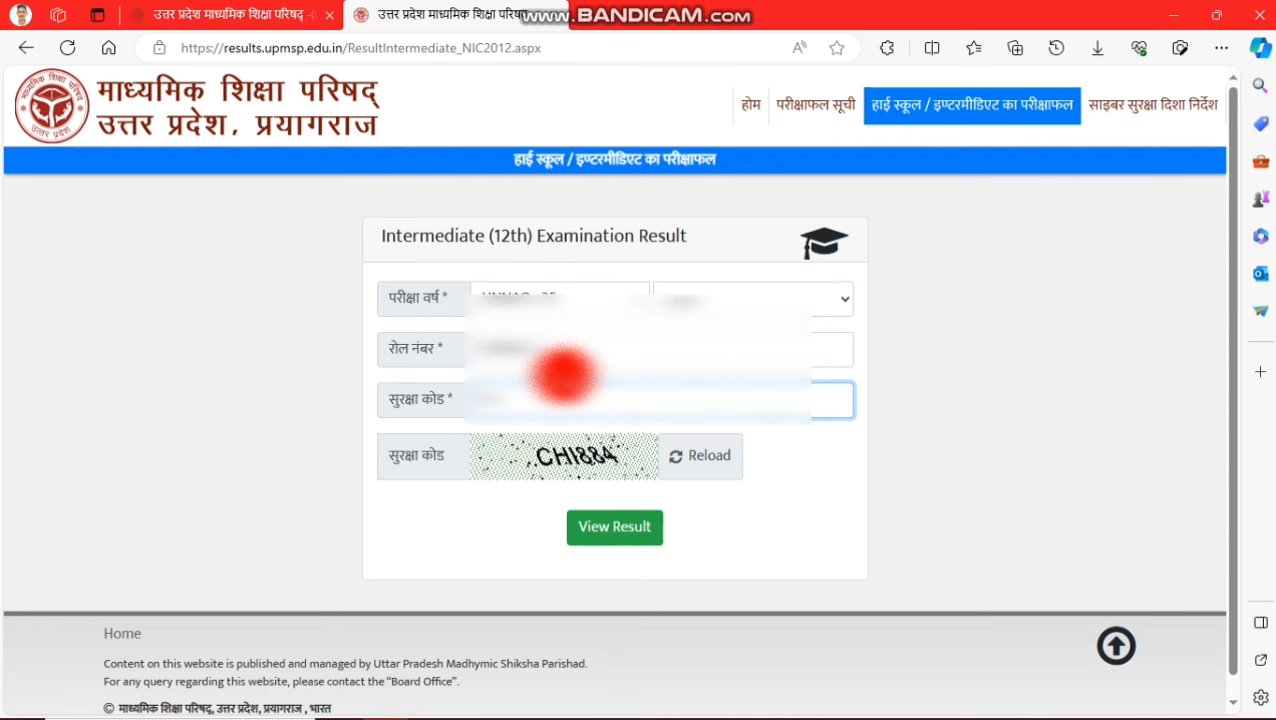 उत्तर प्रदेश माध्यमिक शिक्षा परिषद् -
उत्तर प्रदेश माध्यमिक शिक्षा परिषद्
www.BANDICAM.com
https://results.upmsp.edu.in/ResultIntermediate_NIC2012.aspx
माध्यमिक शिक्षा परिषद्
उत्तर प्रदेश, प्रयागराज
होम
परीक्षाफल सूची
हाई स्कूल / इण्टरमीडिएट का परीक्षाफल
साइबर सुरक्षा दिशा निर्देश
हाई स्कूल / इण्टरमीडिएट का परीक्षाफल
Intermediate (12th) Examination Result
परीक्षा वर्ष *
रोल नंबर *
सुरक्षा कोड *
सुरक्षा कोड
CHI884
Reload
View Result
Home
Content on this website is published and managed by Uttar Pradesh Madhymic Shiksha Parishad.
For any query regarding this website, please contact the “Board Office”.
© माध्यमिक शिक्षा परिषद्, उत्तर प्रदेश, प्रयागराज , भारत